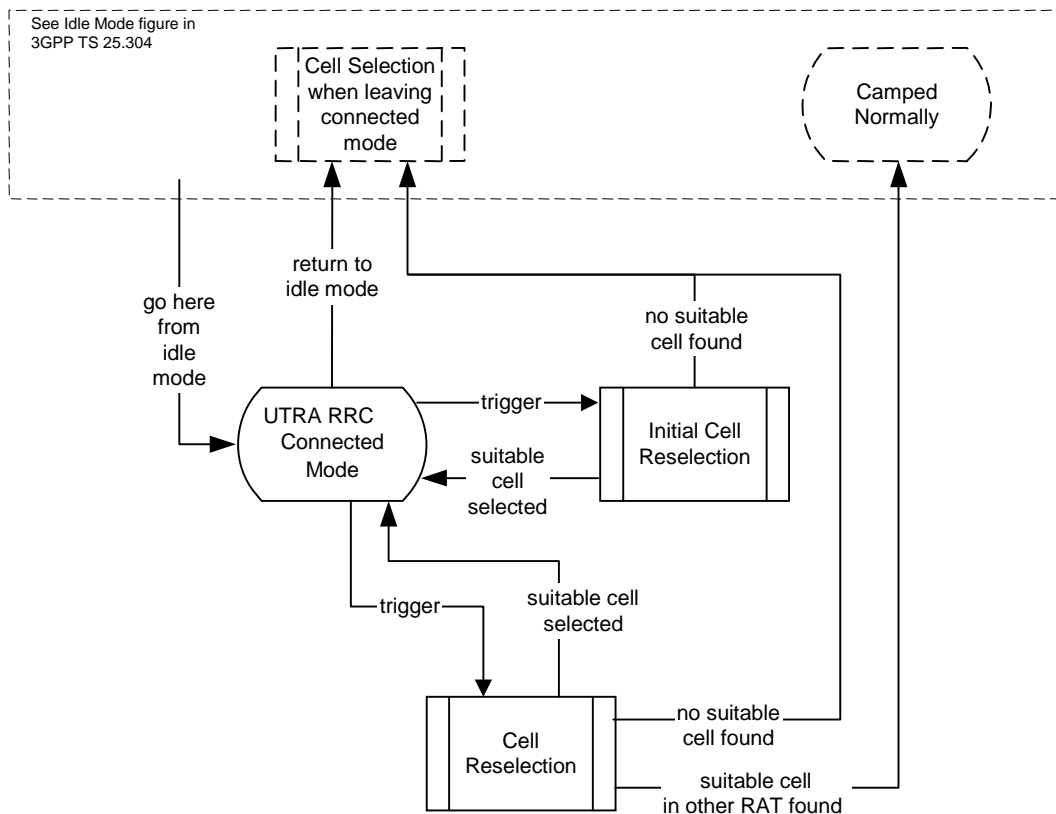 See Idle Mode figure in
3GPP TS 25.304
Cell Selection
when leaving
connected
mode
Camped
Normally
return to
idle mode
go here
from
idle
mode
no suitable
cell found
UTRA RRC
Connected
Mode
trigger
Initial Cell
Reselection
suitable
cell
selected
trigger
suitable cell
selected
Cell
Reselection
no suitable
cell found
suitable cell
in other RAT found